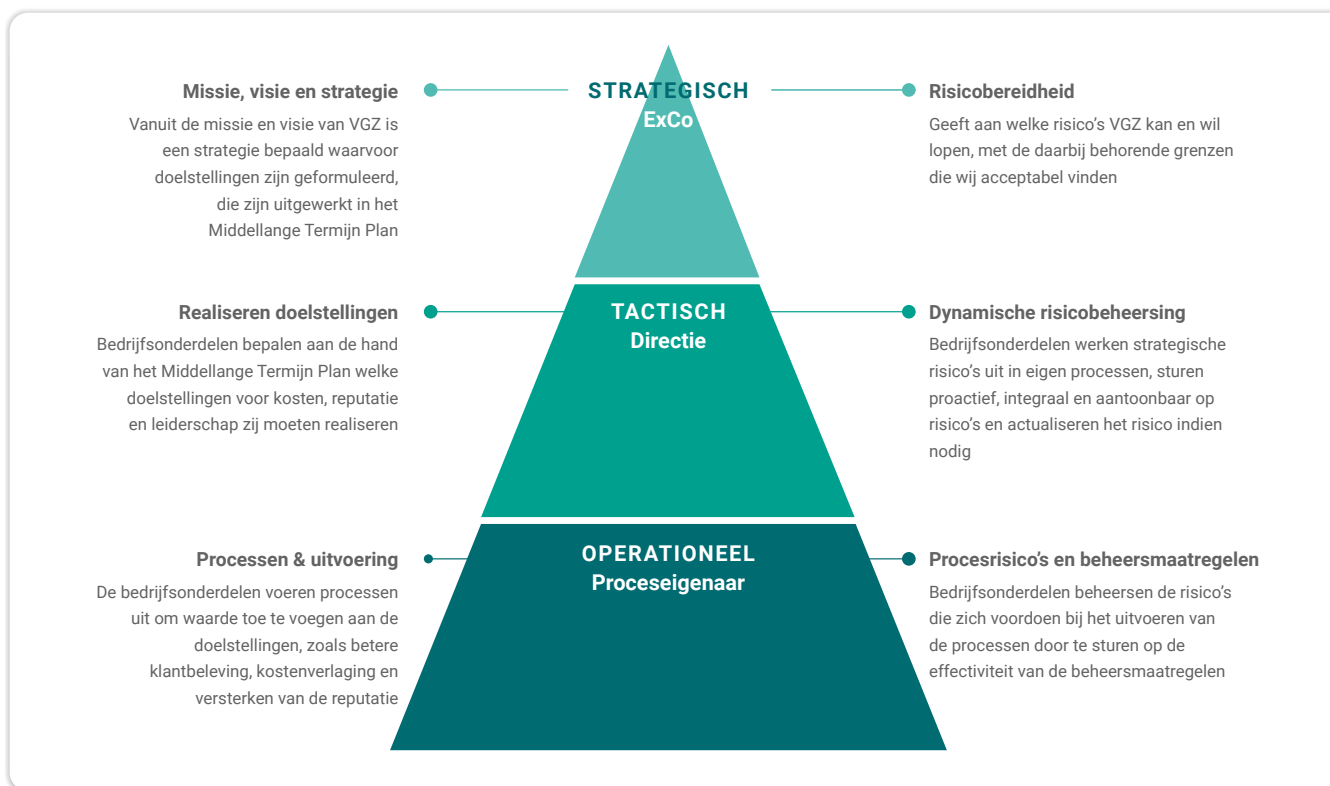 Missie, visie en strategie
Vanuit de missie en visie van VGZ is
een strategie bepaald waarvoor
doelstellingen zijn geformuleerd,
die zijn uitgewerkt in het
Middellange Termijn Plan
STRATEGISCH
ExCo
Risicobereidheid
Geeft aan welke risico’s VGZ kan en wil
lopen, met de daarbij behorende grenzen
die wij acceptabel vinden
Realiseren doelstellingen
Bedrijfsonderdelen bepalen aan de hand
van het Middellange Termijn Plan welke
doelstellingen voor kosten, reputatie
en leiderschap zij moeten realiseren
TACTISCH
Directie
Dynamische risicobeheersing
Bedrijfsonderdelen werken strategische
risico’s uit in eigen processen, sturen
proactief, integraal en aantoonbaar op
risico’s en actualiseren het risico indien
nodig
Processen & uitvoering
De bedrijfsonderdelen voeren processen
uit om waarde toe te voegen aan de
doelstellingen, zoals betere
klantbeleving, kostenverlaging en
versterken van de reputatie
OPERATIONEEL
Proceseigenaar
Procesrisico’s en beheersmaatregelen
Bedrijfsonderdelen beheersen de risico’s
die zich voordoen bij het uitvoeren van
de processen door te sturen op de
effectiviteit van de beheersmaatregelen